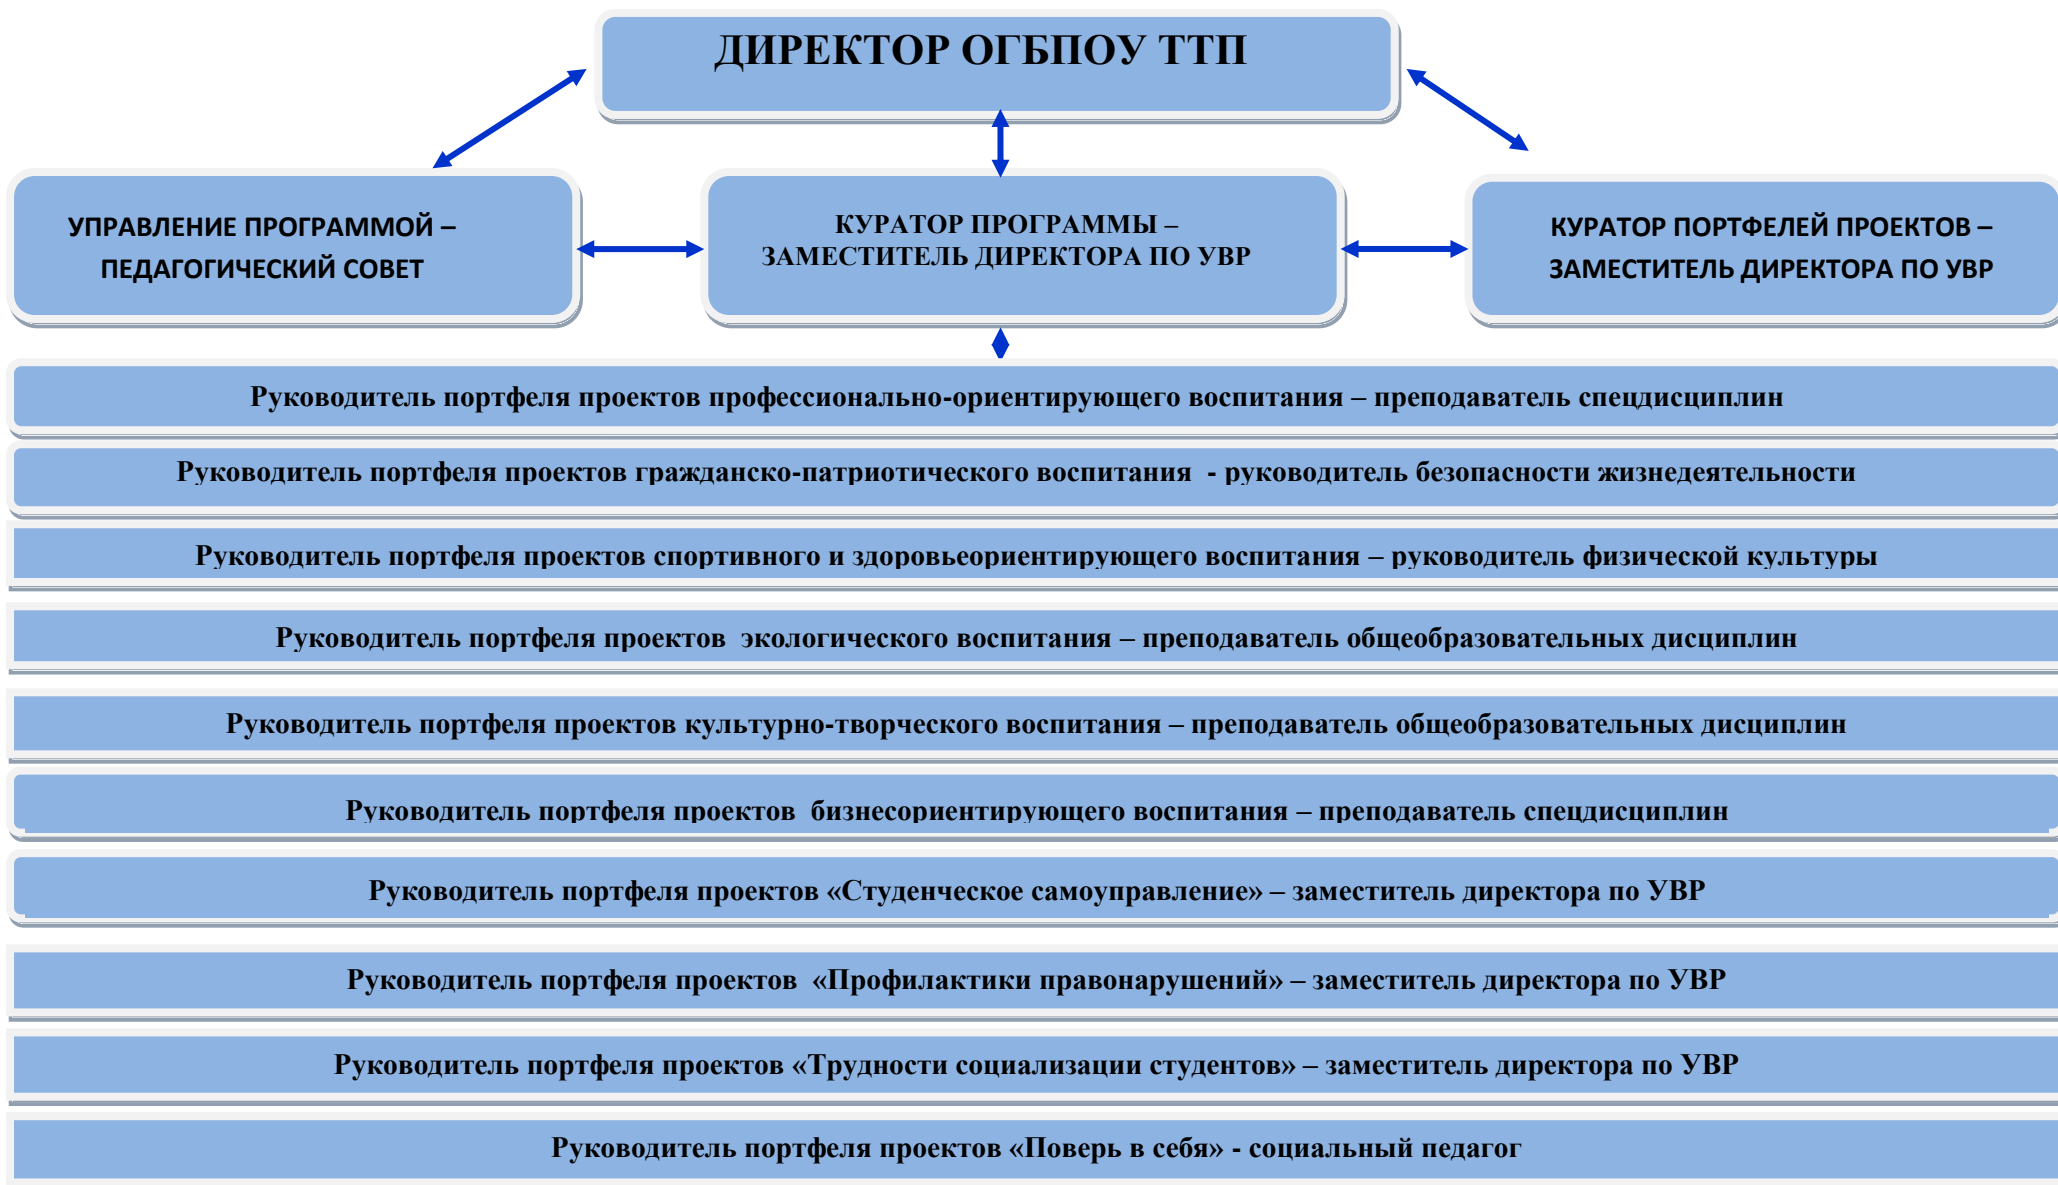 ДИРЕКТОР ОГБПОУ ТТП
УПРАВЛЕНИЕ ПРОГРАММОЙ –
ПЕДАГОГИЧЕСКИЙ СОВЕТ
КУРАТОР ПРОГРАММЫ –
ЗАМЕСТИТЕЛЬ ДИРЕКТОРА ПО УВР
КУРАТОР ПОРТФЕЛЕЙ ПРОЕКТОВ –
ЗАМЕСТИТЕЛЬ ДИРЕКТОРА ПО УВР
Руководитель портфеля проектов профессионально-ориентирующего воспитания – преподаватель спецдисциплин
Руководитель портфеля проектов гражданско-патриотического воспитания - руководитель безопасности жизнедеятельности
Руководитель портфеля проектов спортивного и здоровьеориентирующего воспитания – руководитель физической культуры
Руководитель портфеля проектов экологического воспитания – преподаватель общеобразовательных дисциплин
Руководитель портфеля проектов культурно-творческого воспитания – преподаватель общеобразовательных дисциплин
Руководитель портфеля проектов бизнесориентирующего воспитания – преподаватель спецдисциплин
Руководитель портфеля проектов «Студенческое самоуправление» – заместитель директора по УВР
Руководитель портфеля проектов «Профилактики правонарушений» – заместитель директора по УВР
Руководитель портфеля проектов «Трудности социализации студентов» – заместитель директора по УВР
Руководитель портфеля проектов «Поверь в себя» - социальный педагог